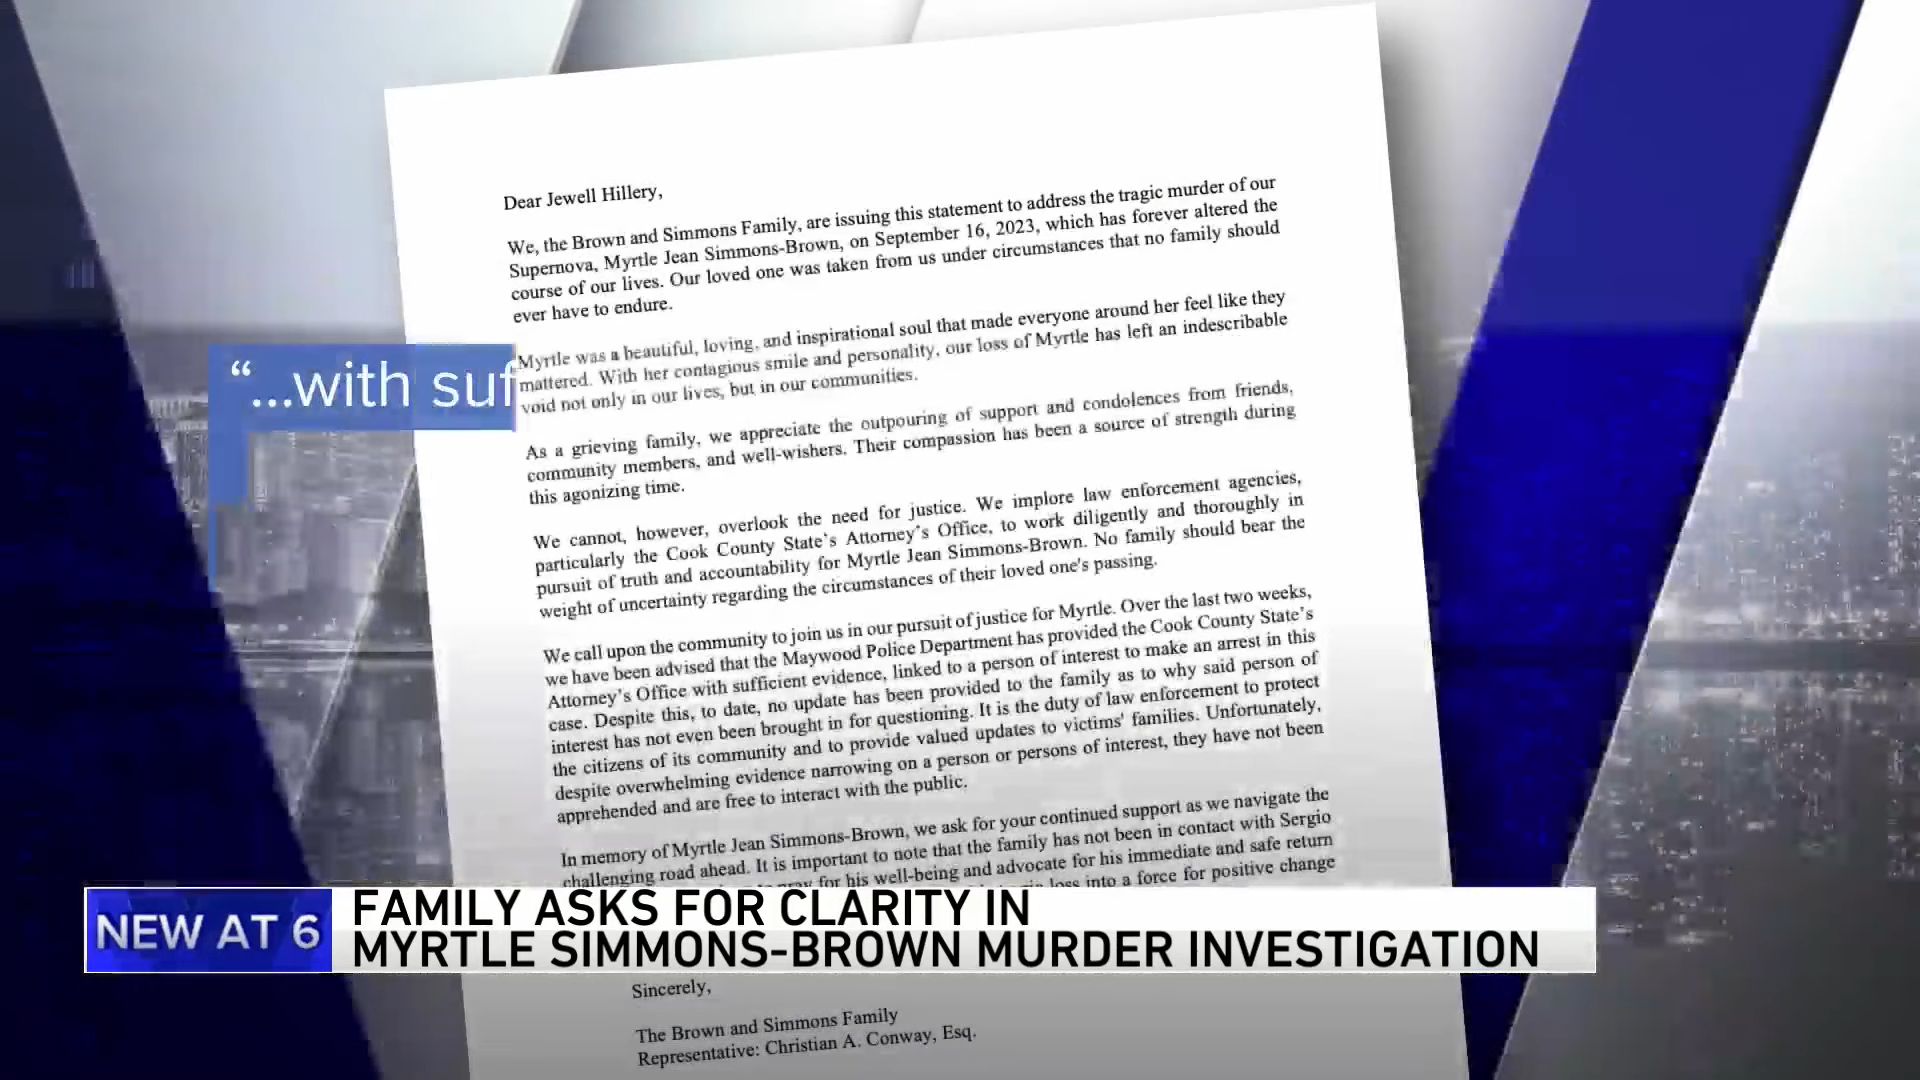 Dear Jewell Hillery,
We, the Brown and Simmons Family, are issuing this statement to address the tragic murder of our
Supernova, Myrtle Jean Simmons-Brown, on September 16, 2023, which has forever altered the
course of our lives. Our loved one was taken from us under circumstances that no family should
ever have to endure.
“...with suf
Myrtle was a beautiful, loving, and inspirational soul that made everyone around her feel like they
mattered. With her contagious smile and personality, our loss of Myrtle has left an indescribable
void not only in our lives, but in our communities.
As a grieving family, we appreciate the outpouring of support and condolences from friends,
community members, and well-wishers. Their compassion has been a source of strength during
this agonizing time.
We cannot, however, overlook the need for justice. We implore law enforcement agencies,
particularly the Cook County State's Attorney's Office, to work diligently and thoroughly in
pursuit of truth and accountability for Myrtle Jean Simmons-Brown. No family should bear the
weight of uncertainty regarding the circumstances of their loved one's passing.
We call upon the community to join us in our pursuit of justice for Myrtle. Over the last two weeks,
we have been advised that the Maywood Police Department has provided the Cook County State's
Attorney's Office with sufficient evidence, linked to a person of interest to make an arrest in this
case. Despite this, to date, no update has been provided to the family as to why said person of
interest has not even been brought in for questioning. It is the duty of law enforcement to protect
the citizens of its community and to provide valued updates to victims' families. Unfortunately,
despite overwhelming evidence narrowing on a person or persons of interest, they have not been
apprehended and are free to interact with the public.
In memory of Myrtle Jean Simmons-Brown, we ask for your continued support as we navigate the
challenging road ahead. It is important to note that the family has not been in contact with Sergio
pray for his well-being and advocate for his immediate and safe return
loss into a force for positive change
NEW AT 6
FAMILY ASKS FOR CLARITY IN
MYRTLE SIMMONS-BROWN MURDER INVESTIGATION
Sincerely,
The Brown and Simmons Family
Representative: Christian A. Conway, Esq.